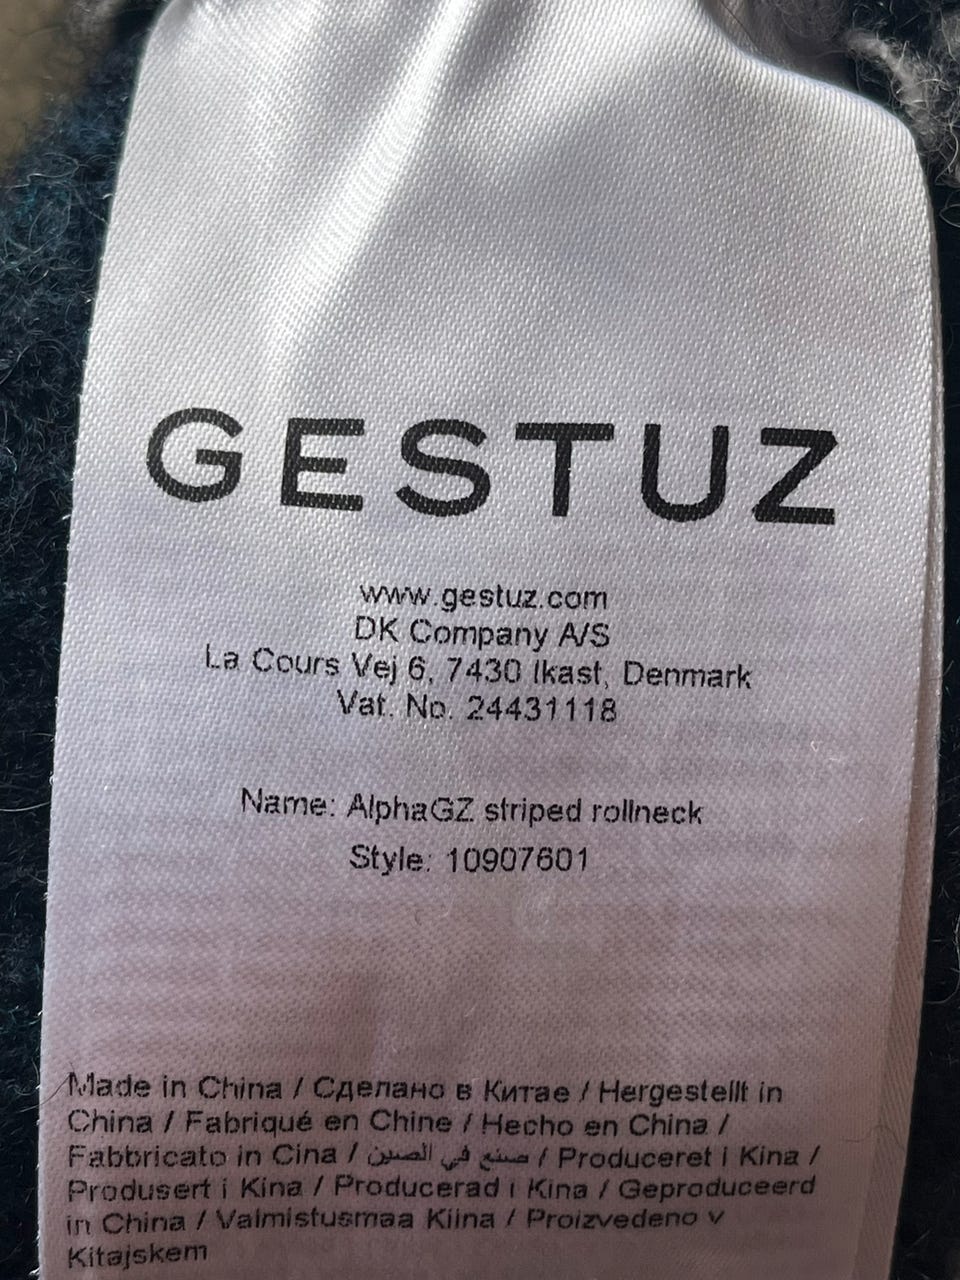 GESTUZ
www.gestuz.com
DK Company A/S
La Cours Vej 6, 7430 Ikast, Denmark
Vat. No. 24431118
Name: AlphaGZ striped rollneck
Style: 10907601
Made in China / Сделано в Китае / Hergestellt in
China / Fabriqué en Chine / Hecho en China /
Fabbricato in Cina / صنع في الصين / Produceret i Kina /
Produsert i Kina / Producerad i Kina / Geproduceerd
in China / Valmistusmaa Kiina / Proizvedeno v
Kitajskem